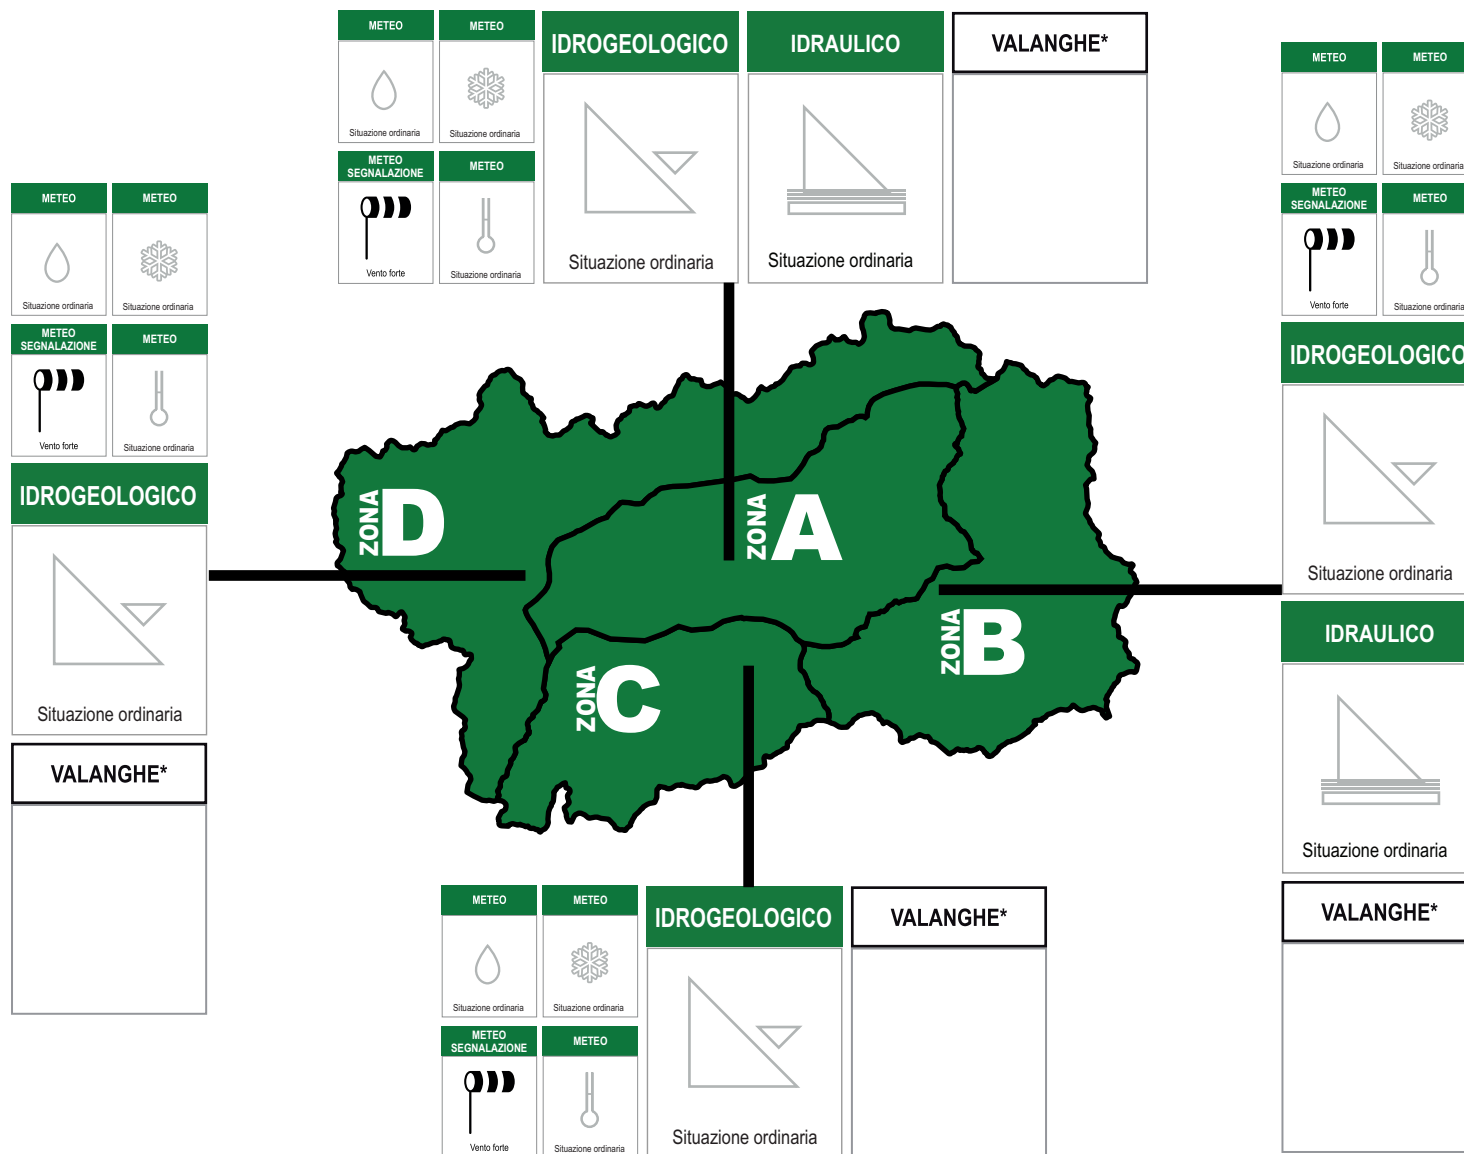 METEO
METEO
Situazione ordinaria
Situazione ordinaria
METEO
SEGNALAZIONE
METEO
Vento forte
Situazione ordinaria
IDROGEOLOGICO
Situazione ordinaria
IDRAULICO
Situazione ordinaria
VALANGHE*
METEO
METEO
Situazione ordinaria
Situazione ordinaria
METEO
SEGNALAZIONE
METEO
Vento forte
Situazione ordinaria
IDROGEOLOGICO
Situazione ordinaria
VALANGHE*
ZONA D
ZONA A
ZONA B
ZONA C
METEO
METEO
Situazione ordinaria
Situazione ordinaria
METEO
SEGNALAZIONE
METEO
Vento forte
Situazione ordinaria
IDROGEOLOGICO
Situazione ordinaria
IDRAULICO
Situazione ordinaria
VALANGHE*
METEO
METEO
Situazione ordinaria
Situazione ordinaria
METEO
SEGNALAZIONE
METEO
Vento forte
Situazione ordinaria
IDROGEOLOGICO
Situazione ordinaria
VALANGHE*